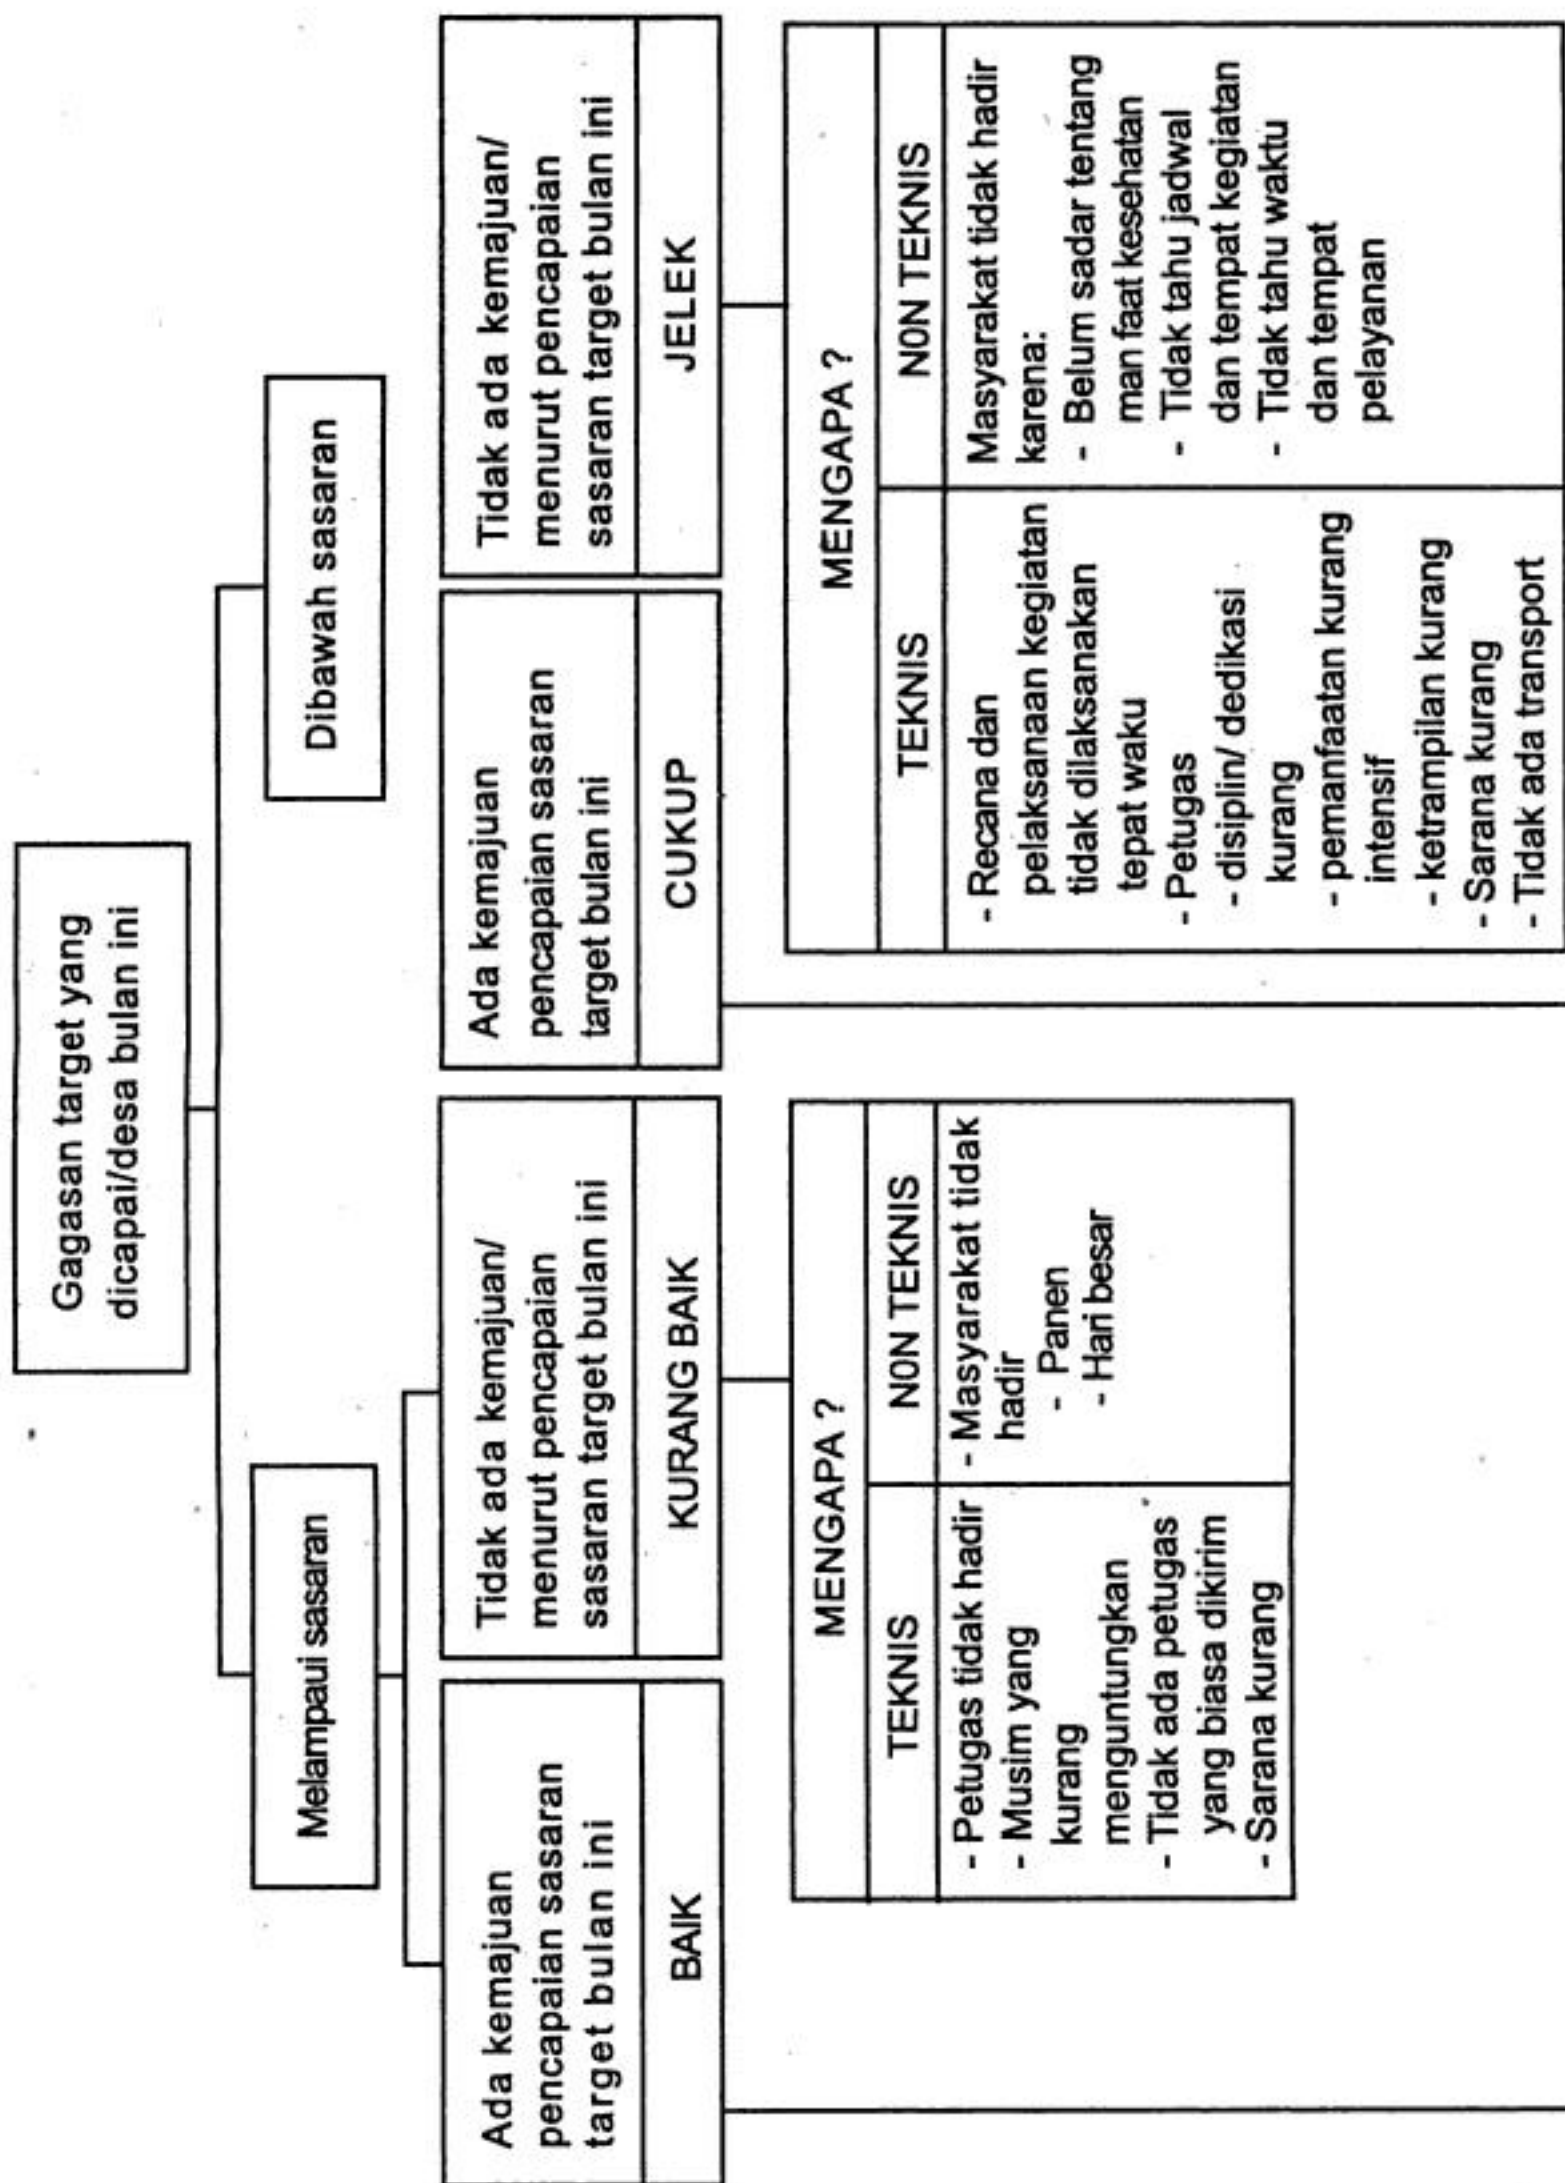 Gagasan target yang
dicapai/desa bulan ini
Melampaui sasaran
Dibawah sasaran
Ada kemajuan
pencapaian sasaran
target bulan ini
BAIK
Tidak ada kemajuan/
menurut pencapaian
sasaran target bulan ini
KURANG BAIK
Ada kemajuan
pencapaian sasaran
target bulan ini
CUKUP
Tidak ada kemajuan/
menurut pencapaian
sasaran target bulan ini
JELEK
MENGAPA ?
TEKNIS
- Petugas tidak hadir
- Musim yang
kurang
menguntungkan
- Tidak ada petugas
yang biasa dikirim
- Sarana kurang
N0N TEKNIS
- Masyarakat tidak
hadir
- Panen
- Hari besar
MENGAPA ?
TEKNIS
- Recana dan
pelaksanaan kegiatan
tidak dilaksanakan
tepat waku
- Petugas
- disiplin/ dedikasi
kurang
- pemanfaatan kurang
intensif
- ketrampilan kurang
- Sarana kurang
- Tidak ada transport
N0N TEKNIS
Masyarakat tidak hadir
karena:
- Belum sadar tentang
man faat kesehatan
- Tidak tahu jadwal
dan tempat kegiatan
- Tidak tahu waktu
dan tempat
pelayanan